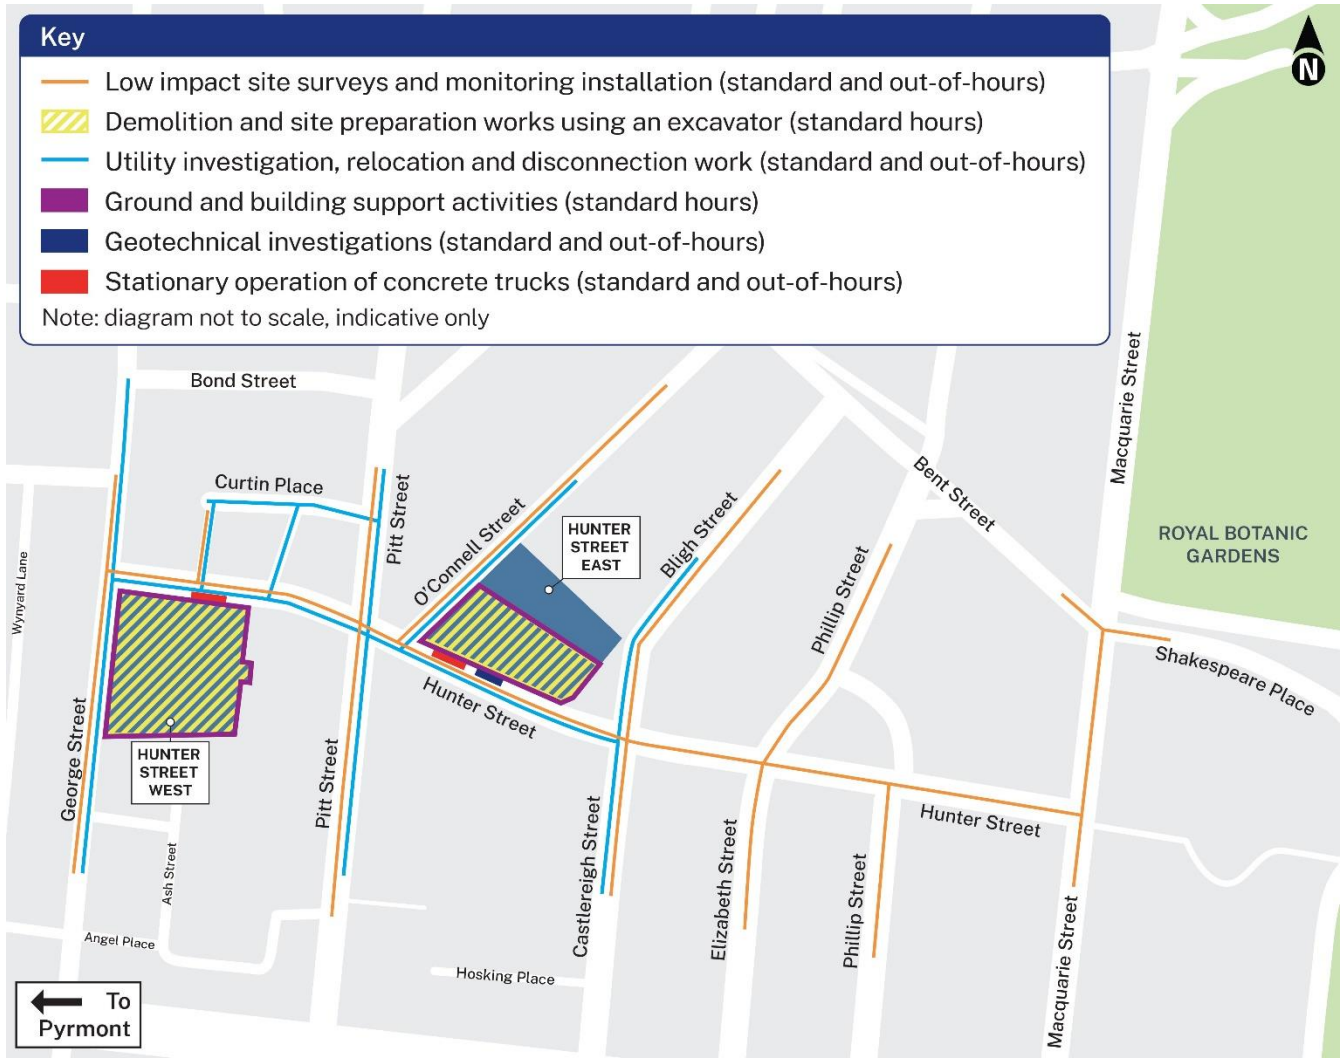 Key
Low impact site surveys and monitoring installation (standard and out-of-hours)
Demolition and site preparation works using an excavator (standard hours)
Utility investigation, relocation and disconnection work (standard and out-of-hours)
Ground and building support activities (standard hours)
Geotechnical investigations (standard and out-of-hours)
Stationary operation of concrete trucks (standard and out-of-hours)
Note: diagram not to scale, indicative only
N
Macquarie Street
Bond Street
Curtin Place
Pitt Street
O'Connell Street
HUNTER
STREET
EAST
Bligh Street
Bent Street
ROYAL BOTANIC
GARDENS
Wynyard Lane
Phillip Street
Shakespeare Place
Hunter Street
George Street
HUNTER
STREET
WEST
Pitt Street
Castlereigh Street
Elizabeth Street
Phillip Street
Hunter Street
Ash Street
Angel Place
Hosking Place
Macquarie Street
To
Pyrmont